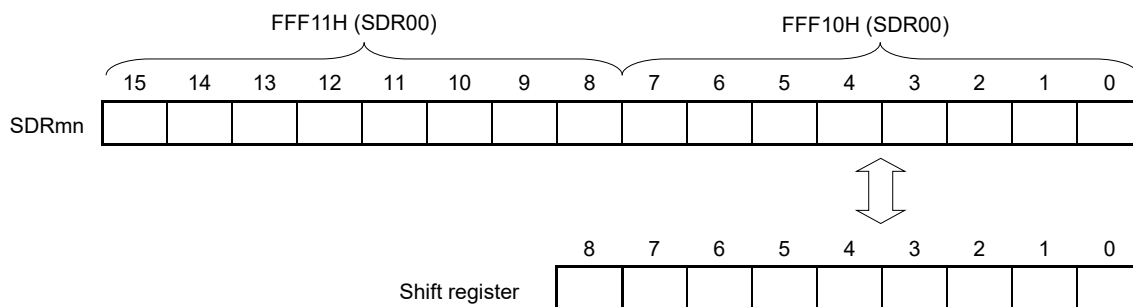 FFF11H (SDR00) FFF10H (SDR00)
15 14 13 12 11 10 9 8 7 6 5 4 3 2 1 0
SDRmn
8 7 6 5 4 3 2 1 0
Shift register